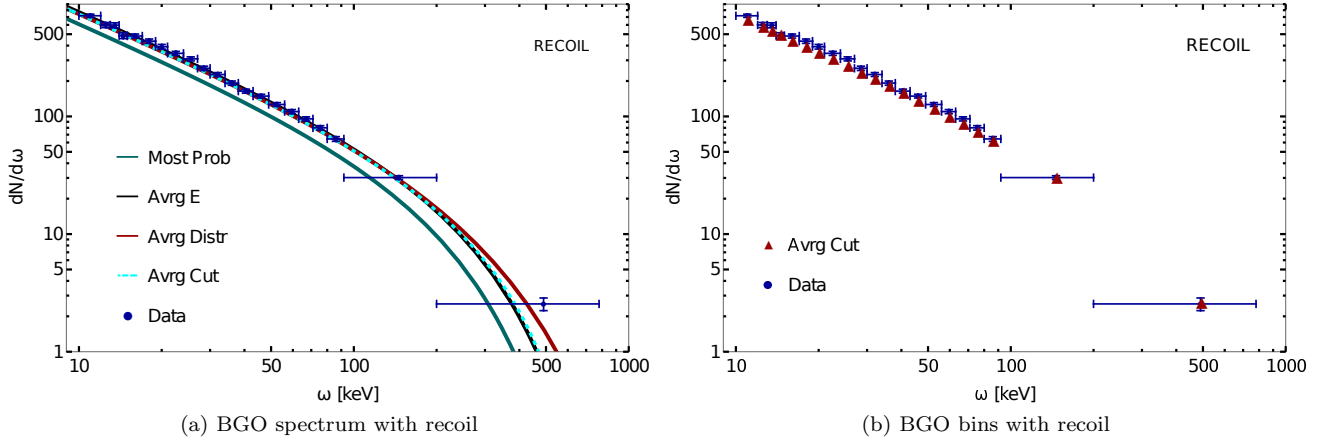 500
100
50
10
5
1
dN/dω
RECOIL
Most Prob
Avrg E
Avrg Distr
Avrg Cut
Data
10 50 100 500 1000
ω [keV]
(a) BGO spectrum with recoil
500
100
50
10
5
1
dN/dω
RECOIL
Avrg Cut
Data
10 50 100 500 1000
ω [keV]
(b) BGO bins with recoil